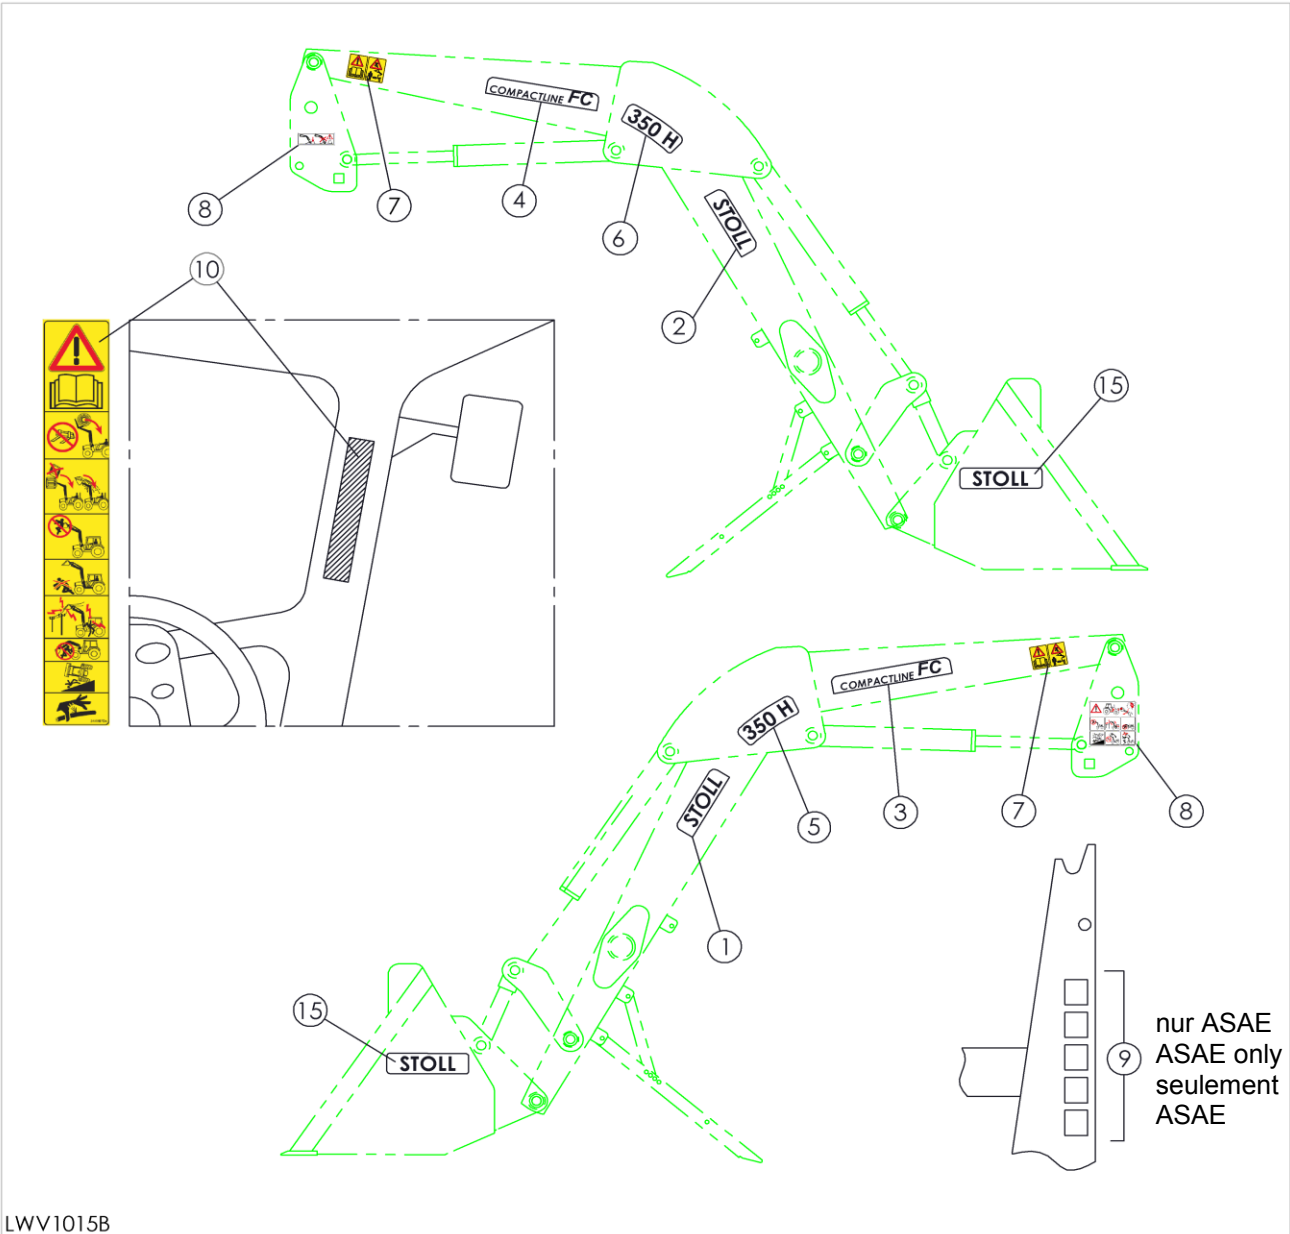 COMPACTLINE FC
350 H
8
7
4
6
STOLL
10
2
15
STOLL
COMPACTLINE FC
350 H
STOLL
5
3
7
8
1
15
STOLL
9
nur ASAE
ASAE only
seulement
ASAE
LWV1015B